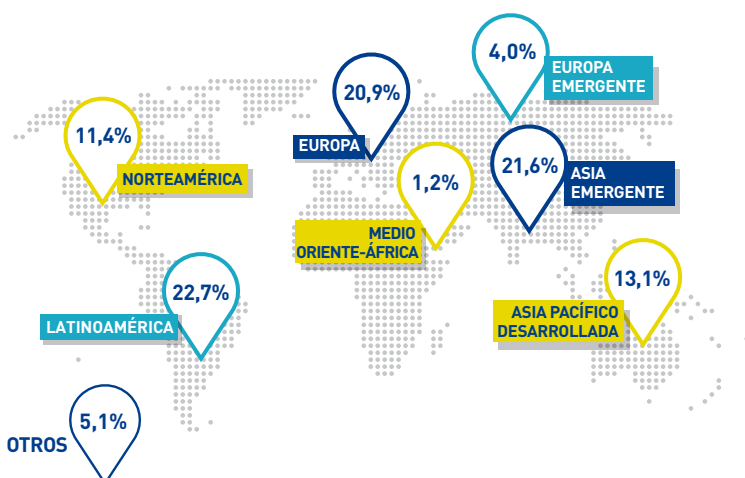 4,0%
EUROPA
EMERGENTE
20,9%
EUROPA
11,4%
NORTEAMÉRICA
1,2%
MEDIO
ORIENTE-ÁFRICA
21,6%
ASIA
EMERGENTE
22,7%
LATINOAMÉRICA
13,1%
ASIA PACÍFICO
DESARROLLADA
5,1%
OTROS